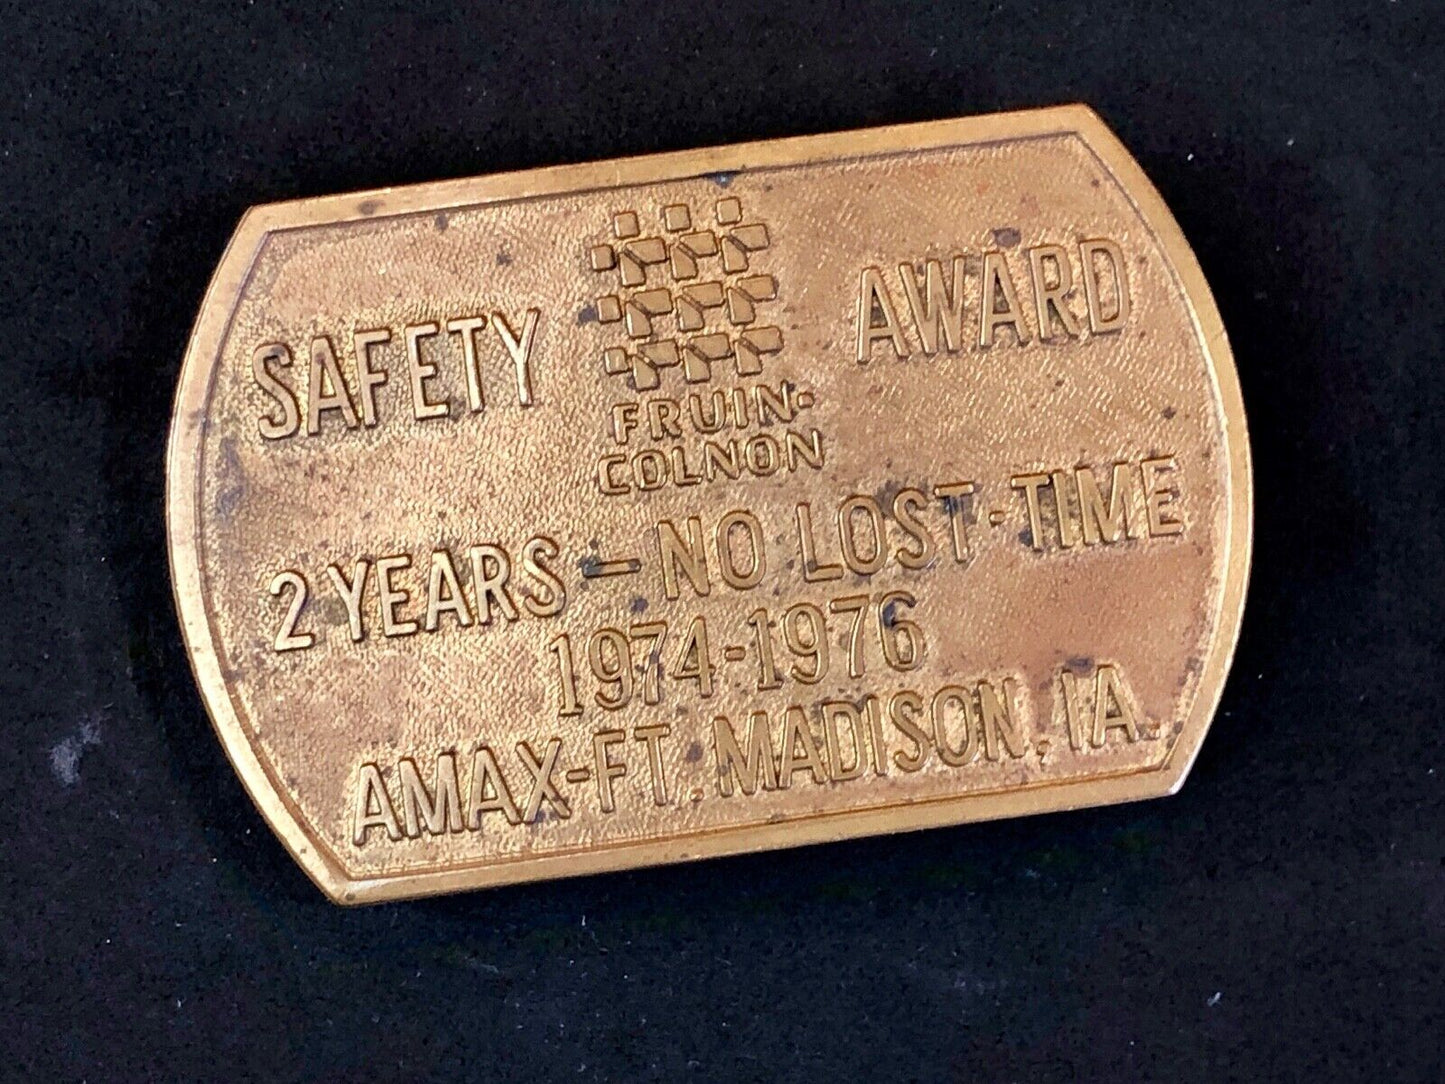 SAFETY AWARD
FRUIN-
COLNON
2 YEARS - NO LOST-TIME
1974-1976
AMAX-FT. MADISON, IA.